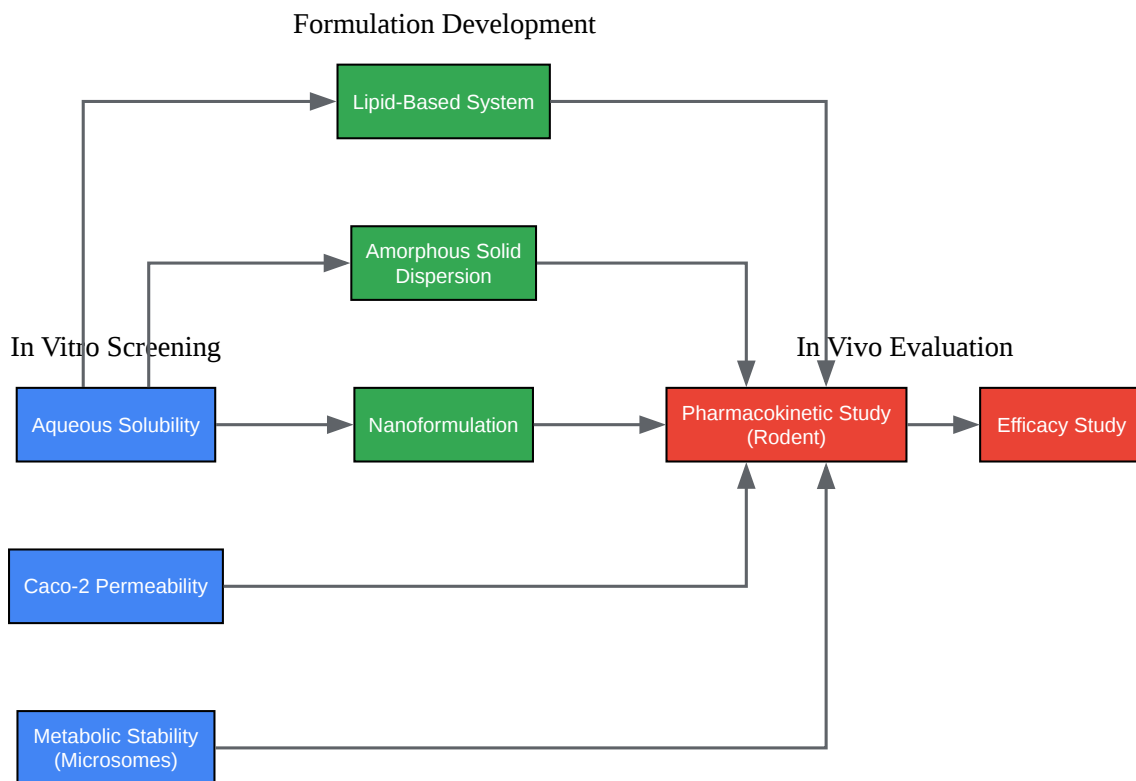 Formulation Development
Lipid-Based System
Amorphous Solid
Dispersion
In Vitro Screening
In Vivo Evaluation
Aqueous Solubility
Nanoformulation
Pharmacokinetic Study
(Rodent)
Efficacy Study
Caco-2 Permeability
Metabolic Stability
(Microsomes)